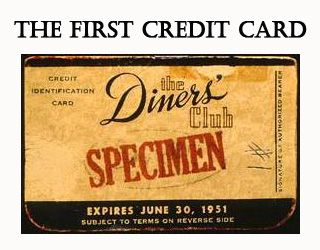 THE FIRST CREDIT CARD
CREDIT
IDENTIFICATION
CARD
the
Diners'
Club
SPECIMEN
SIGNATURE OF AUTHORIZED BEARER
EXPIRES JUNE 30, 1951
SUBJECT TO TERMS ON REVERSE SIDE